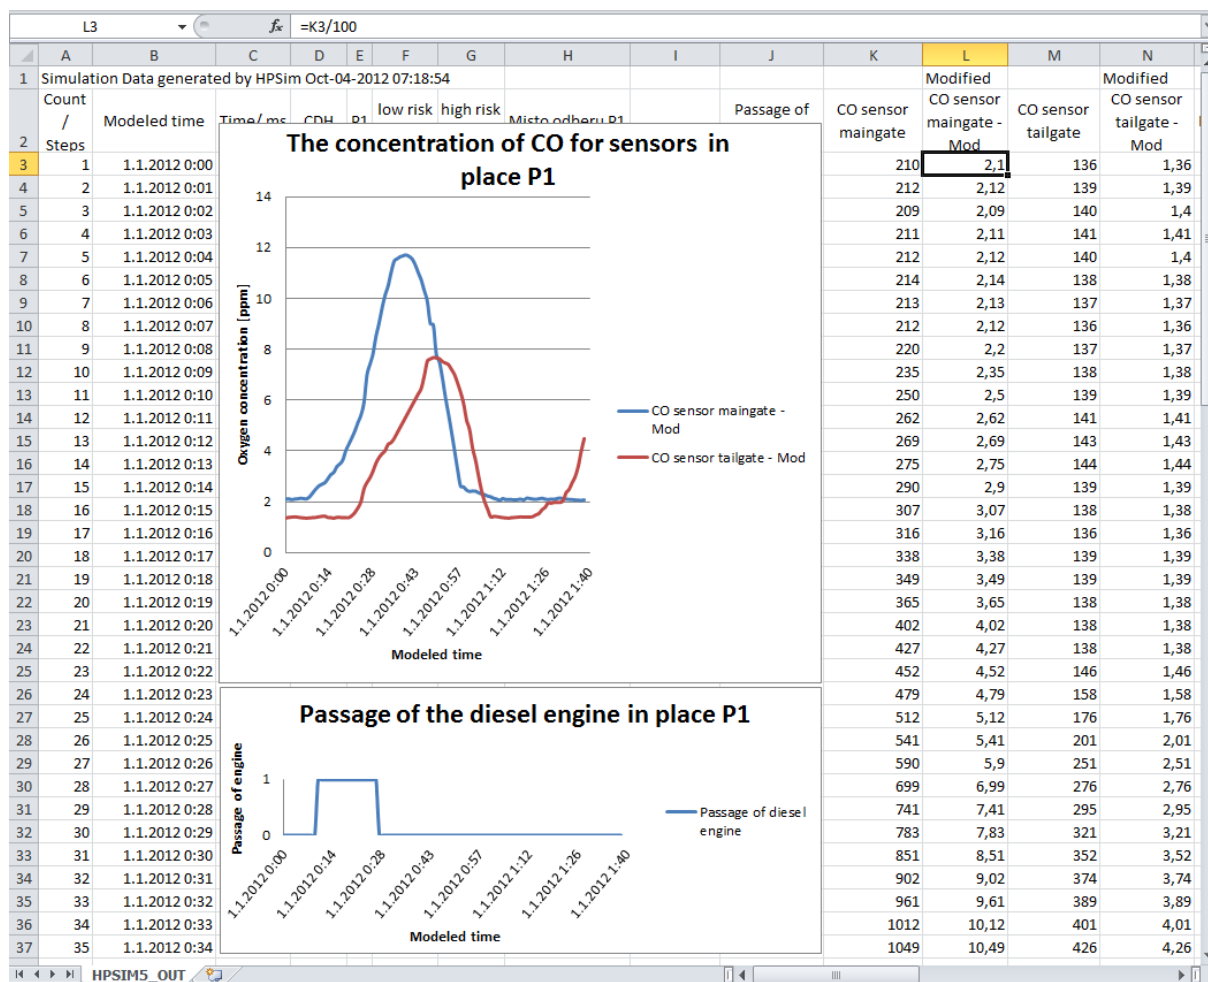 L3 fx =K3/100
A B C D E F G H I J K L M N
1 Simulation Data generated by HPSim Oct-04-2012 07:18:54 Modified Modified
2 Count / Steps Modeled time Time/ ms CDH P1 low risk high risk Misto odberu P1 Passage of CO sensor maingate CO sensor maingate - Mod CO sensor tailgate CO sensor tailgate - Mod
3 1 1.1.2012 0:00 210 2,1 136 1,36
4 2 1.1.2012 0:01 212 2,12 139 1,39
5 3 1.1.2012 0:02 209 2,09 140 1,4
6 4 1.1.2012 0:03 211 2,11 141 1,41
7 5 1.1.2012 0:04 212 2,12 140 1,4
8 6 1.1.2012 0:05 214 2,14 138 1,38
9 7 1.1.2012 0:06 213 2,13 137 1,37
10 8 1.1.2012 0:07 212 2,12 136 1,36
11 9 1.1.2012 0:08 220 2,2 137 1,37
12 10 1.1.2012 0:09 235 2,35 138 1,38
13 11 1.1.2012 0:10 250 2,5 139 1,39
14 12 1.1.2012 0:11 262 2,62 141 1,41
15 13 1.1.2012 0:12 269 2,69 143 1,43
16 14 1.1.2012 0:13 275 2,75 144 1,44
17 15 1.1.2012 0:14 290 2,9 139 1,39
18 16 1.1.2012 0:15 307 3,07 138 1,38
19 17 1.1.2012 0:16 316 3,16 136 1,36
20 18 1.1.2012 0:17 338 3,38 139 1,39
21 19 1.1.2012 0:18 349 3,49 139 1,39
22 20 1.1.2012 0:19 365 3,65 138 1,38
23 21 1.1.2012 0:20 402 4,02 138 1,38
24 22 1.1.2012 0:21 427 4,27 138 1,38
25 23 1.1.2012 0:22 452 4,52 146 1,46
26 24 1.1.2012 0:23 479 4,79 158 1,58
27 25 1.1.2012 0:24 512 5,12 176 1,76
28 26 1.1.2012 0:25 541 5,41 201 2,01
29 27 1.1.2012 0:26 590 5,9 251 2,51
30 28 1.1.2012 0:27 699 6,99 276 2,76
31 29 1.1.2012 0:28 741 7,41 295 2,95
32 30 1.1.2012 0:29 783 7,83 321 3,21
33 31 1.1.2012 0:30 851 8,51 352 3,52
34 32 1.1.2012 0:31 902 9,02 374 3,74
35 33 1.1.2012 0:32 961 9,61 389 3,89
36 34 1.1.2012 0:33 1012 10,12 401 4,01
37 35 1.1.2012 0:34 1049 10,49 426 4,26
The concentration of CO for sensors in
place P1
Oxygen concentration [ppm]
14
12
10
8
6
4
2
0
1.1.2012 0:00 1.1.2012 0:14 1.1.2012 0:28 1.1.2012 0:43 1.1.2012 0:57 1.1.2012 1:12 1.1.2012 1:26 1.1.2012 1:40
Modeled time
CO sensor maingate -
Mod
CO sensor tailgate - Mod
Passage of the diesel engine in place P1
Passage of engine
1
0
1.1.2012 0:00 1.1.2012 0:14 1.1.2012 0:28 1.1.2012 0:43 1.1.2012 0:57 1.1.2012 1:12 1.1.2012 1:26 1.1.2012 1:40
Modeled time
Passage of diesel
engine
HPSIM5_OUT